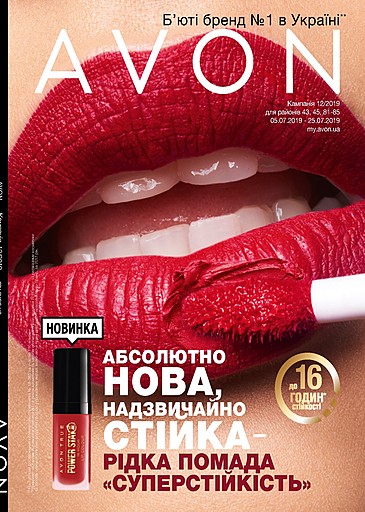 Б'юті бренд №1 в Україні**
AVON
Кампанія 12/2019
для районів 43, 45, 81-85
05.07.2019 - 25.07.2019
my.avon.ua
НОВИНКА
АБСОЛЮТНО
НОВА,
НАДЗВИЧАЙНО
СТІЙКА–
РІДКА ПОМАДА
«СУПЕРСТІЙКІСТЬ»
до 16
ГОДИН*
СТІЙКОСТІ
AVON TRUE
POWER STAY
AVON
AVON